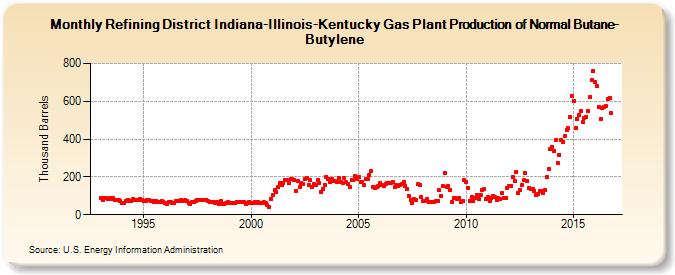 Monthly Refining District Indiana-Illinois-Kentucky Gas Plant Production of Normal Butane-
Butylene
Thousand Barrels
800
600
400
200
0
1995 2000 2005 2010 2015
Source: U.S. Energy Information Administration